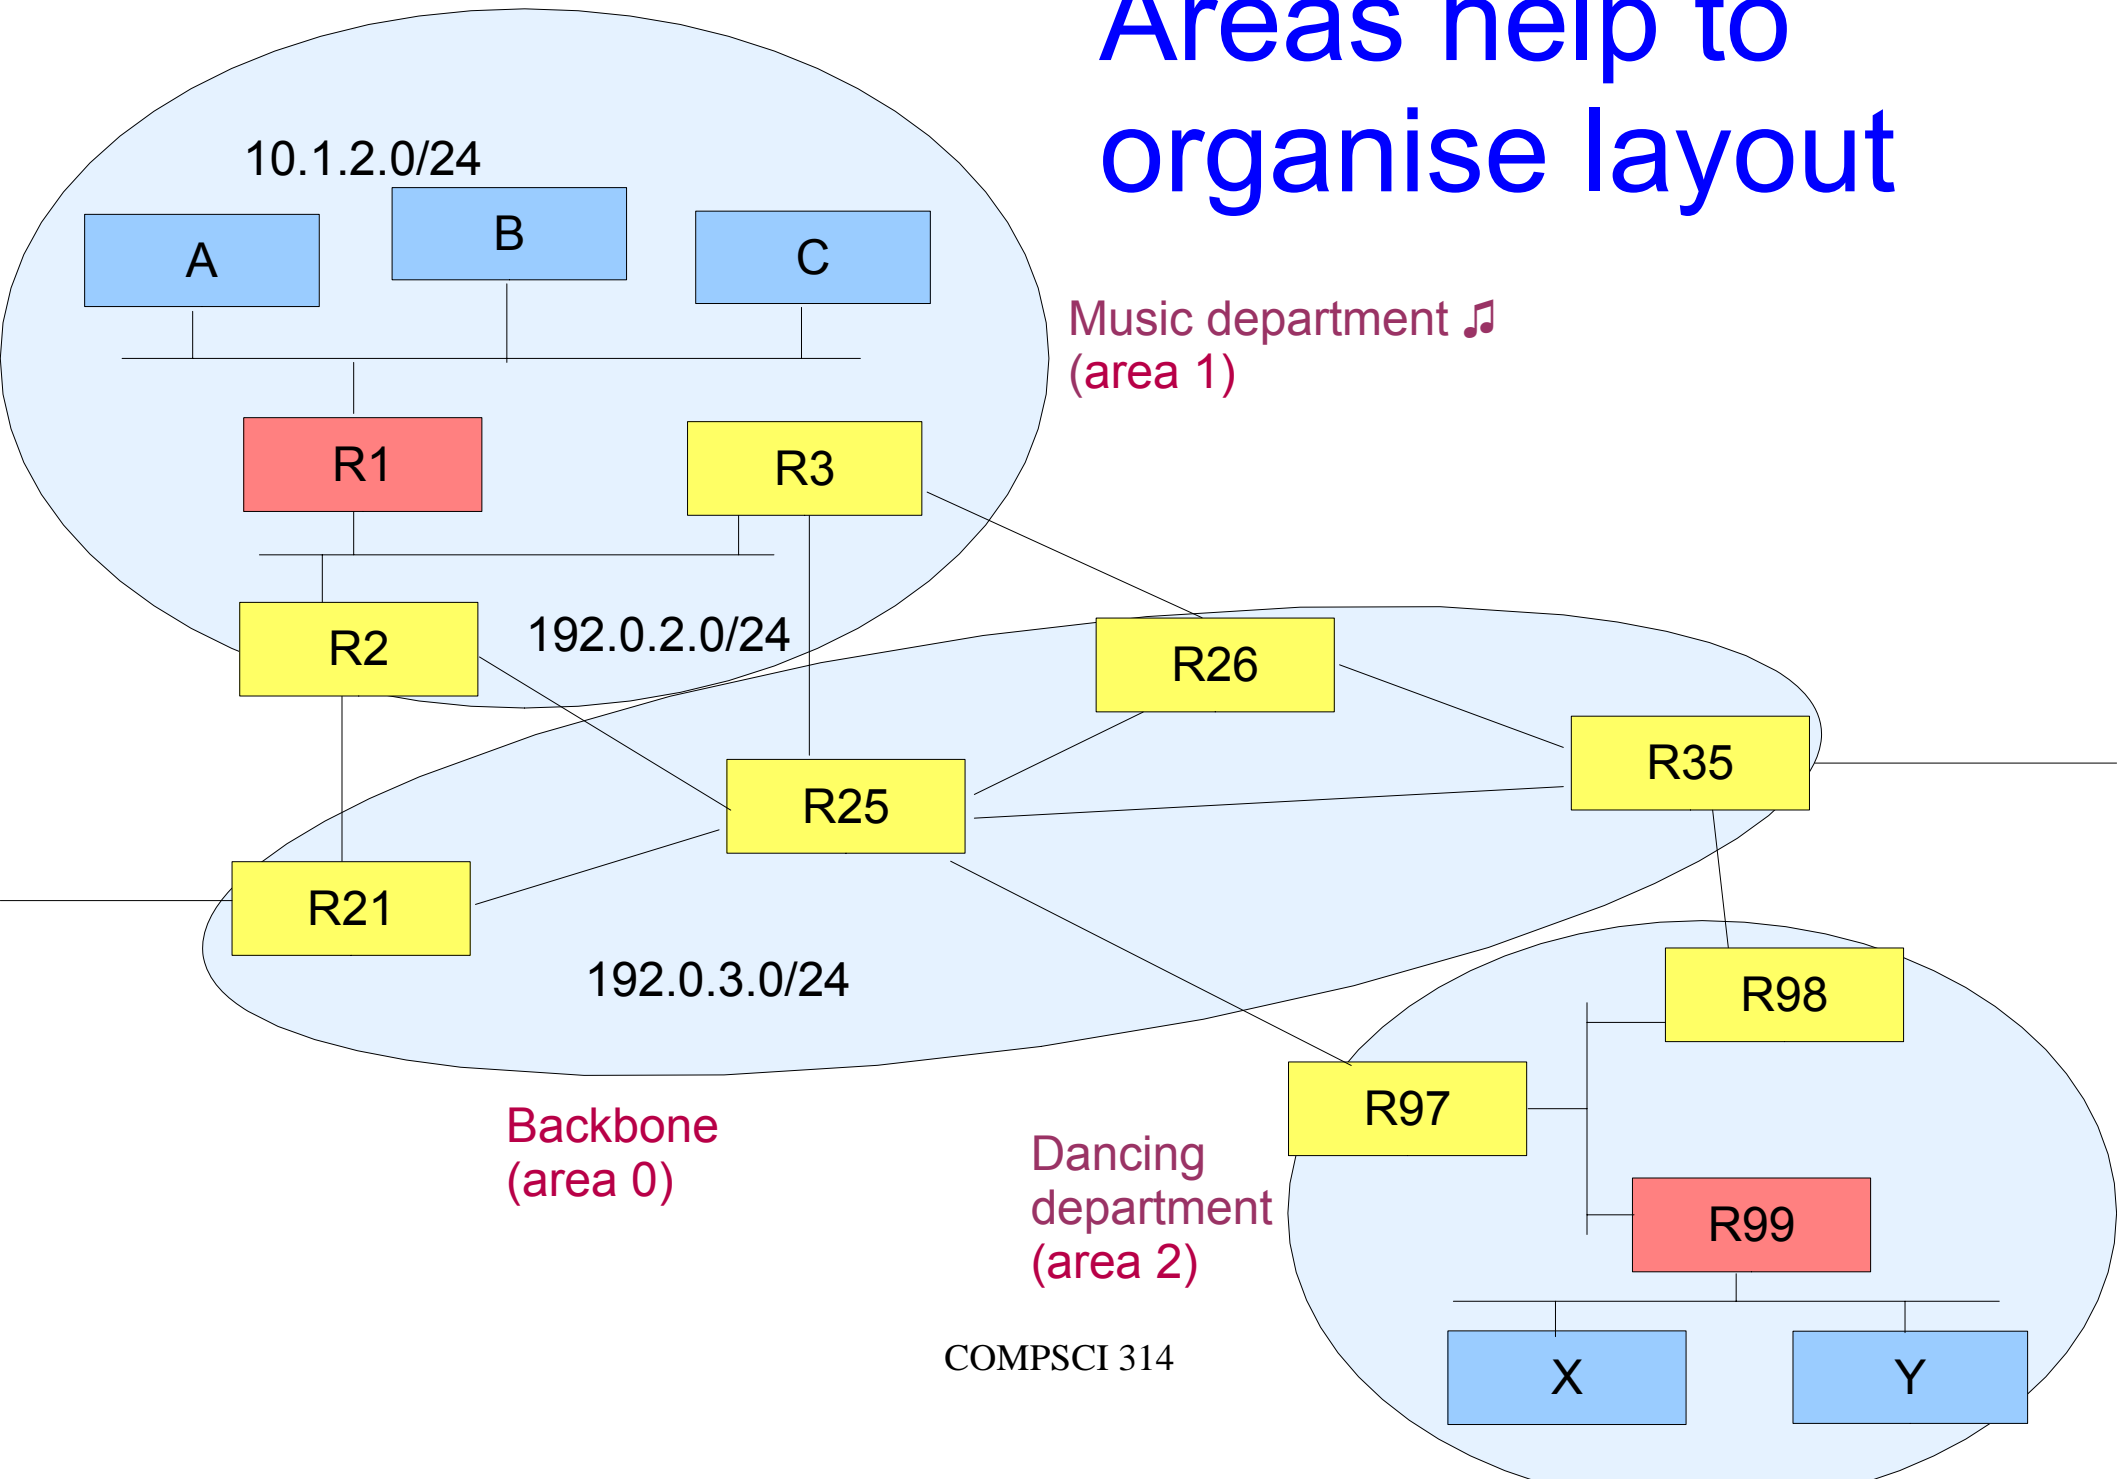 Areas help to
organise layout
10.1.2.0/24
A
B
C
Music department ♫
(area 1)
R1
R3
R2
192.0.2.0/24
R26
R35
R25
R21
192.0.3.0/24
R98
R97
Backbone
(area 0)
Dancing
department
(area 2)
R99
X
Y
COMPSCI 314